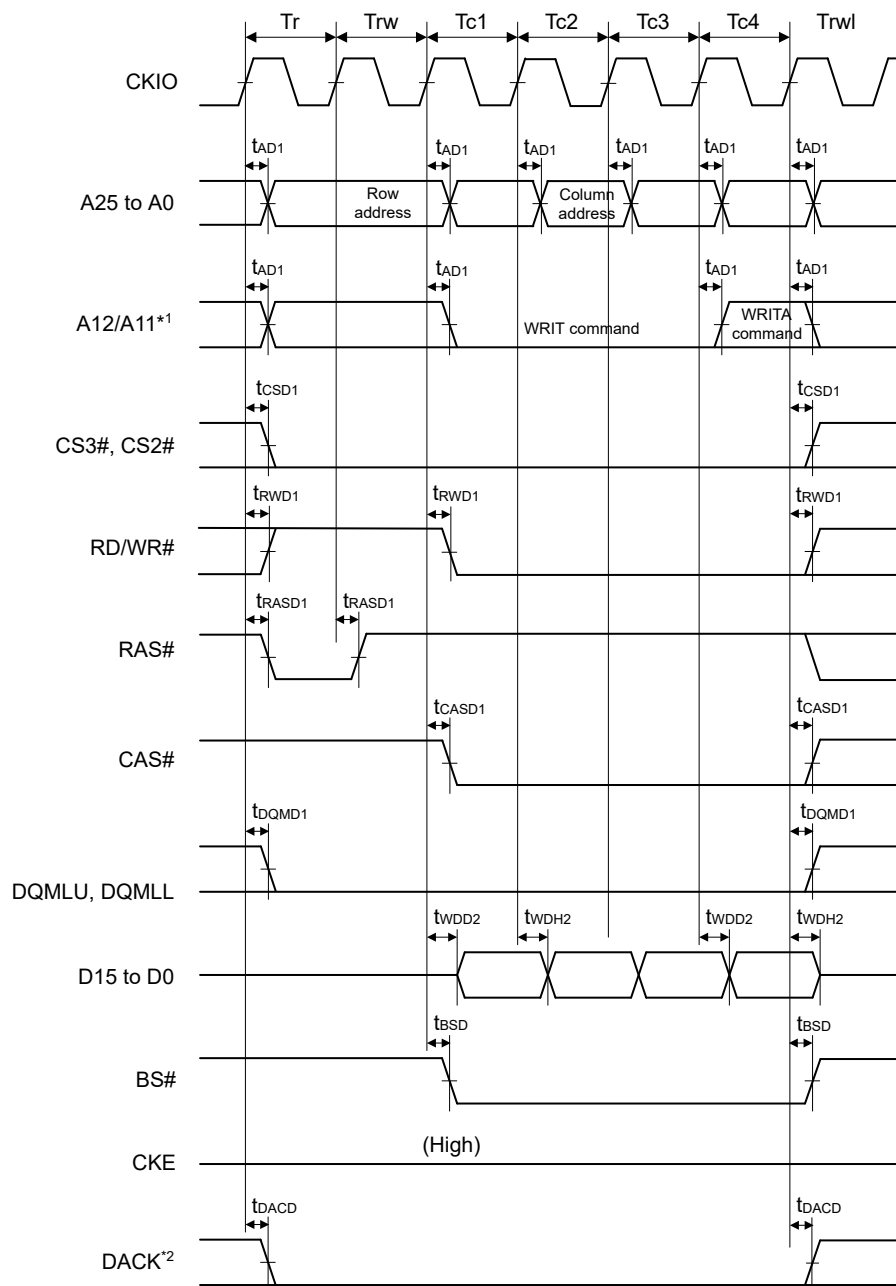 Tr Trw Tc1 Tc2 Tc3 Tc4 Trwl
CKIO
tAD1 tAD1 tAD1 tAD1 tAD1 tAD1
A25 to A0
Row
address
Column
address
tAD1 tAD1 tAD1 tAD1
A12/A11*1
WRIT command
WRITA
command
tCSD1 tCSD1
CS3#, CS2#
tRWD1 tRWD1 tRWD1
RD/WR#
tRASD1 tRASD1
RAS#
tCASD1 tCASD1
CAS#
tDQMD1 tDQMD1
DQMLU, DQMLL
tWDD2 tWDH2 tWDD2 tWDH2
D15 to D0
tBSD tBSD
BS#
(High)
CKE
tDACD tDACD
DACK*2